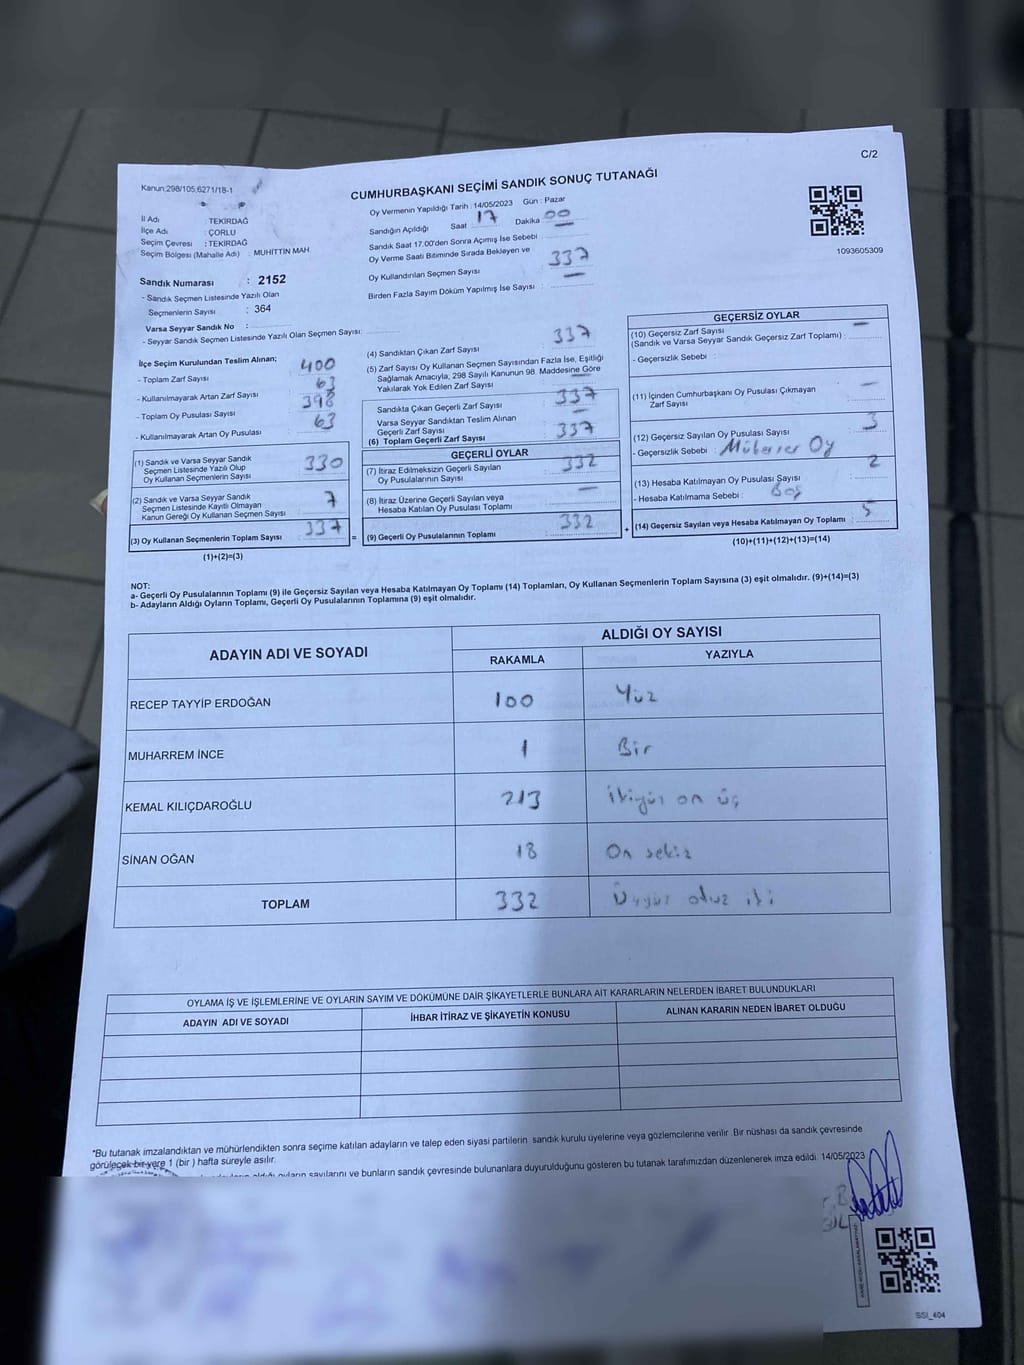 C/2
Kanun:298/105,6271/18-1
CUMHURBAŞKANI SEÇİMİ SANDIK SONUÇ TUTANAĞI
Oy Vermenin Yapıldığı Tarih : 14/05/2023 Gün : Pazar
İl Adı : TEKİRDAĞ
İlçe Adı : ÇORLU
Seçim Çevresi : TEKİRDAĞ
Seçim Bölgesi (Mahalle Adı) : MUHİTTİN MAH.
Sandığın Açıldığı Saat 17 Dakika 00
Sandık Saat 17.00'den Sonra Açımış İse Sebebi : —
Oy Verme Saati Bitiminde Sırada Bekleyen ve
Oy Kullandırılan Seçmen Sayısı : 337
Birden Fazla Sayım Döküm Yapılmış İse Sayısı : —
1093605309
Sandık Numarası : 2152
- Sandık Seçmen Listesinde Yazılı Olan
Seçmenlerin Sayısı : 364
Varsa Seyyar Sandık No :
- Seyyar Sandık Seçmen Listesinde Yazılı Olan Seçmen Sayısı:
İlçe Seçim Kurulundan Teslim Alınan;
- Toplam Zarf Sayısı 400
- Kullanılmayarak Artan Zarf Sayısı 63
- Toplam Oy Pusulası Sayısı 398
- Kullanılmayarak Artan Oy Pusulası : 63
(1) Sandık ve Varsa Seyyar Sandık
Seçmen Listesinde Yazılı Olup
Oy Kullanan Seçmenlerin Sayısı : 330
(2) Sandık ve Varsa Seyyar Sandık
Seçmen Listesinde Kayıtlı Olmayan
Kanun Gereği Oy Kullanan Seçmen Sayısı : 7
(3) Oy Kullanan Seçmenlerin Toplam Sayısı : 337
(1)+(2)=(3)
=
(4) Sandıktan Çıkan Zarf Sayısı : 337
(5) Zarf Sayısı Oy Kullanan Seçmen Sayısından Fazla İse, Eşitliği
Sağlamak Amacıyla, 298 Sayılı Kanunun 98. Maddesine Göre
Yakılarak Yok Edilen Zarf Sayısı : —
Sandıkta Çıkan Geçerli Zarf Sayısı : 337
Varsa Seyyar Sandıktan Teslim Alınan
Geçerli Zarf Sayısı : —
(6) Toplam Geçerli Zarf Sayısı : 337
GEÇERLİ OYLAR
(7) İtiraz Edilmeksizin Geçerli Sayılan
Oy Pusulalarının Sayısı : 332
(8) İtiraz Üzerine Geçerli Sayılan veya
Hesaba Katılan Oy Pusulası Toplamı : —
(9) Geçerli Oy Pusulalarının Toplamı : 332
+
GEÇERSİZ OYLAR
(10) Geçersiz Zarf Sayısı
(Sandık ve Varsa Seyyar Sandık Geçersiz Zarf Toplamı) : —
- Geçersizlik Sebebi :
(11) İçinden Cumhurbaşkanı Oy Pusulası Çıkmayan
Zarf Sayısı : —
(12) Geçersiz Sayılan Oy Pusulası Sayısı : 3
- Geçersizlik Sebebi : Oy
(13) Hesaba Katılmayan Oy Pusulası Sayısı : 2
- Hesaba Katılmama Sebebi : Boş
(14) Geçersiz Sayılan veya Hesaba Katılmayan Oy Toplamı : 5
(10)+(11)+(12)+(13)=(14)
NOT:
a- Geçerli Oy Pusulalarının Toplamı (9) ile Geçersiz Sayılan veya Hesaba Katılmayan Oy Toplamı (14) Toplamları, Oy Kullanan Seçmenlerin Toplam Sayısına (3) eşit olmalıdır. (9)+(14)=(3)
b- Adayların Aldığı Oyların Toplamı, Geçerli Oy Pusulalarının Toplamına (9) eşit olmalıdır.
ADAYIN ADI VE SOYADI ALDIĞI OY SAYISI
RAKAMLA YAZIYLA
RECEP TAYYİP ERDOĞAN 100 Yüz
MUHARREM İNCE 1 Bir
KEMAL KILIÇDAROĞLU 213 ikiyüz on üç
SİNAN OĞAN 18 On sekiz
TOPLAM 332 Üçyüz otuz iki
OYLAMA İŞ VE İŞLEMLERİNE VE OYLARIN SAYIM VE DÖKÜMÜNE DAİR ŞİKAYETLERLE BUNLARA AİT KARARLARIN NELERDEN İBARET BULUNDUKLARI
ADAYIN ADI VE SOYADI İHBAR İTİRAZ VE ŞİKAYETİN KONUSU ALINAN KARARIN NEDEN İBARET OLDUĞU
"Bu tutanak imzalandıktan ve mühürlendikten sonra seçime katılan adayların ve talep eden siyasi partilerin sandık kurulu üyelerine veya gözlemcilerine verilir. Bir nüshası da sandık çevresinde
görülecek bir yere 1 (bir ) hafta süreyle asılır.
aldığı oyların sayılarını ve bunların sandık çevresinde bulunanlara duyurulduğunu gösteren bu tutanak tarafımızdan düzenlenerek imza edildi. 14/05/2023
SSI_404